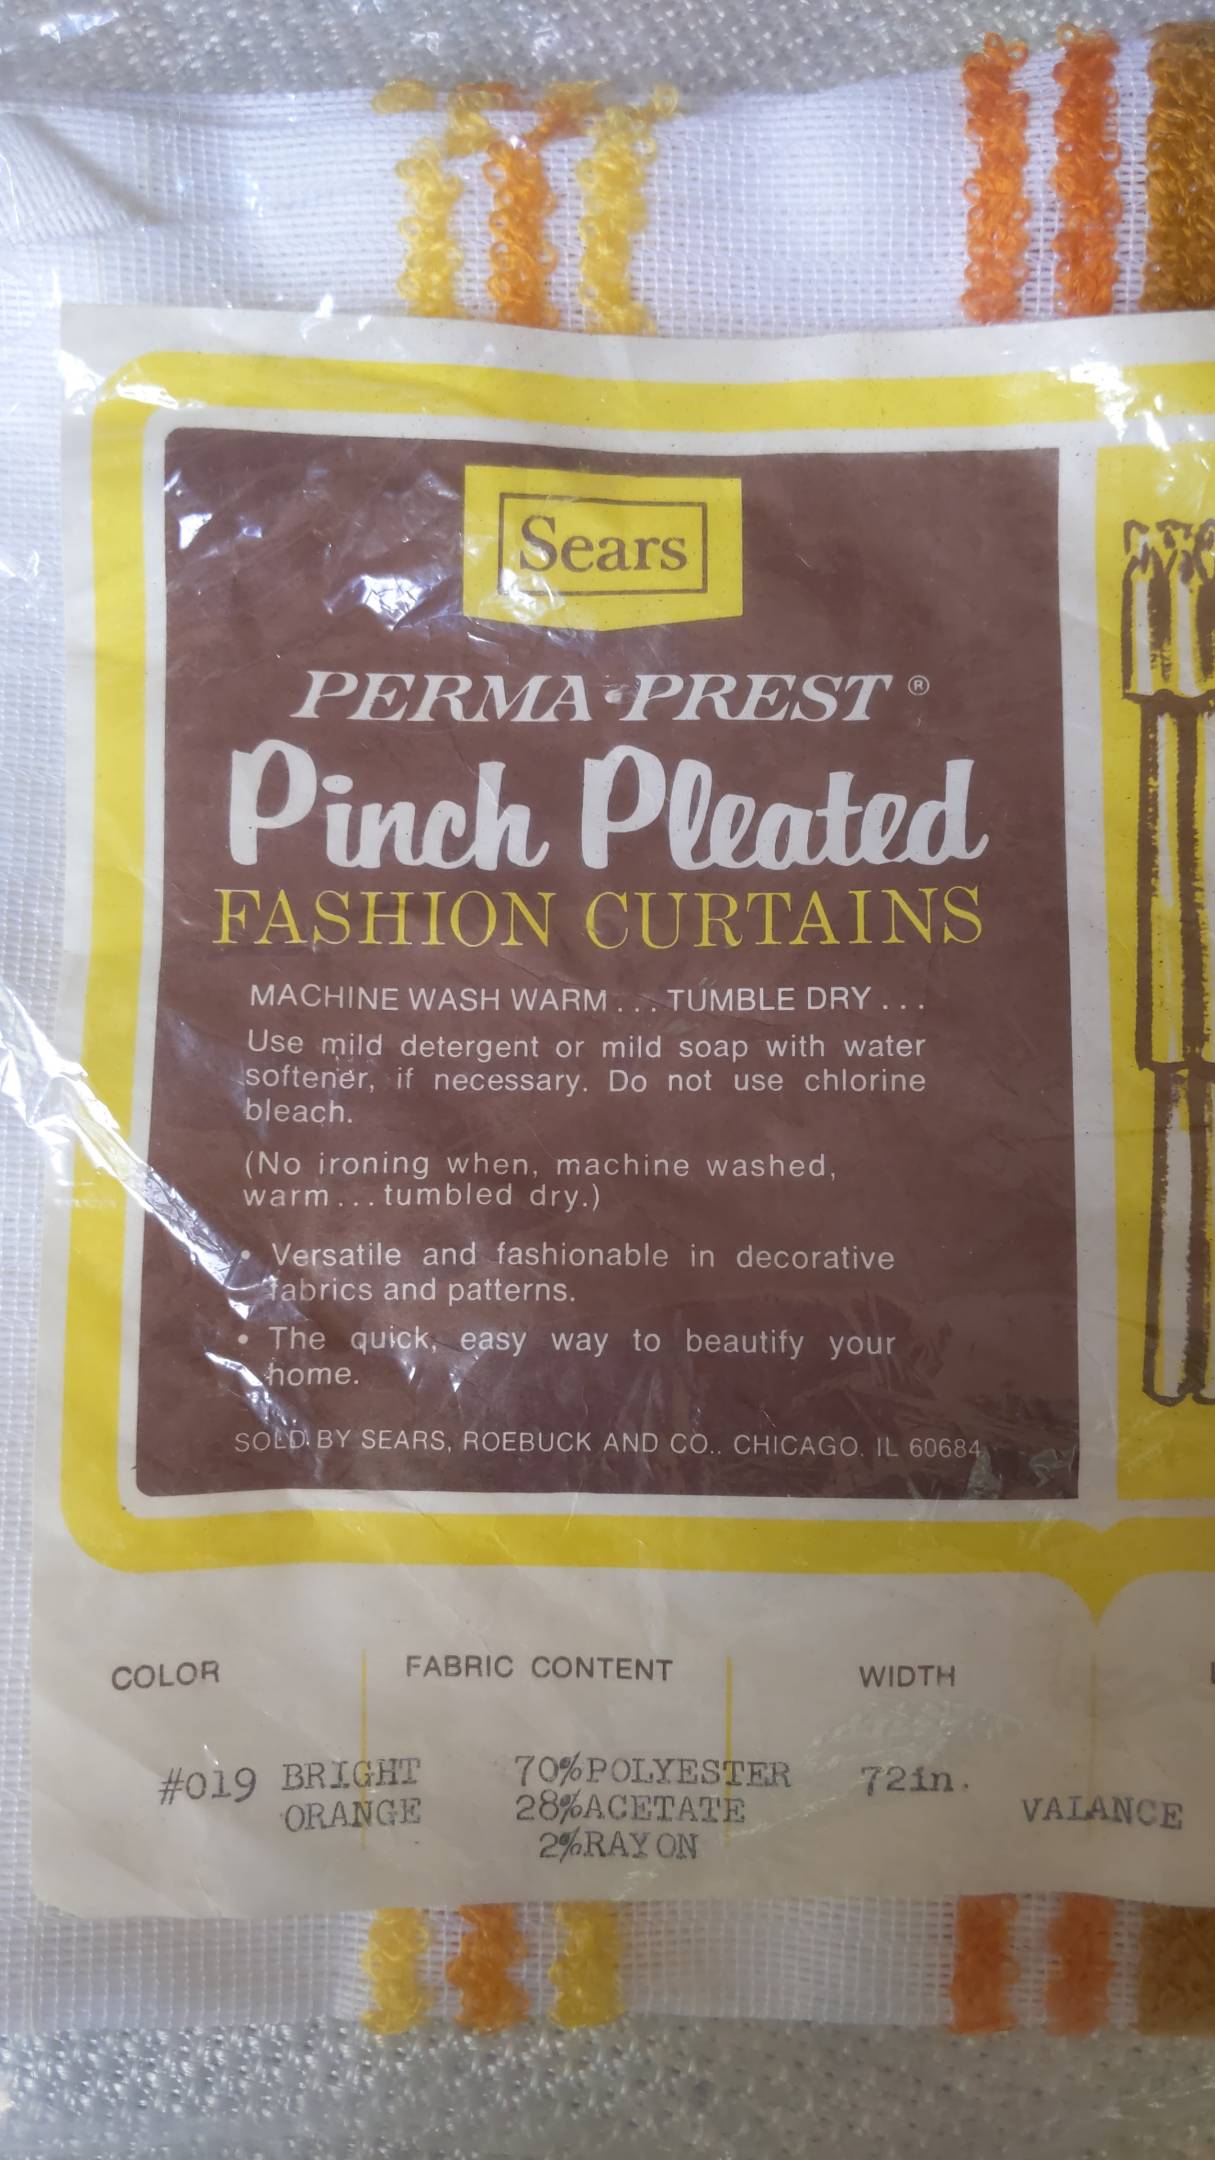 Sears
PERMA·PREST®
Pinch Pleated
FASHION CURTAINS
MACHINE WASH WARM... TUMBLE DRY...
Use mild detergent or mild soap with water
softener, if necessary. Do not use chlorine
bleach.
(No ironing when, machine washed,
warm...tumbled dry.)
• Versatile and fashionable in decorative
fabrics and patterns.
• The quick, easy way to beautify your
home.
SOLD BY SEARS, ROEBUCK AND CO.. CHICAGO. IL 60684
COLOR FABRIC CONTENT WIDTH
#019 BRIGHT 70%POLYESTER 72in.
ORANGE 28%ACETATE VALANCE
2%RAYON